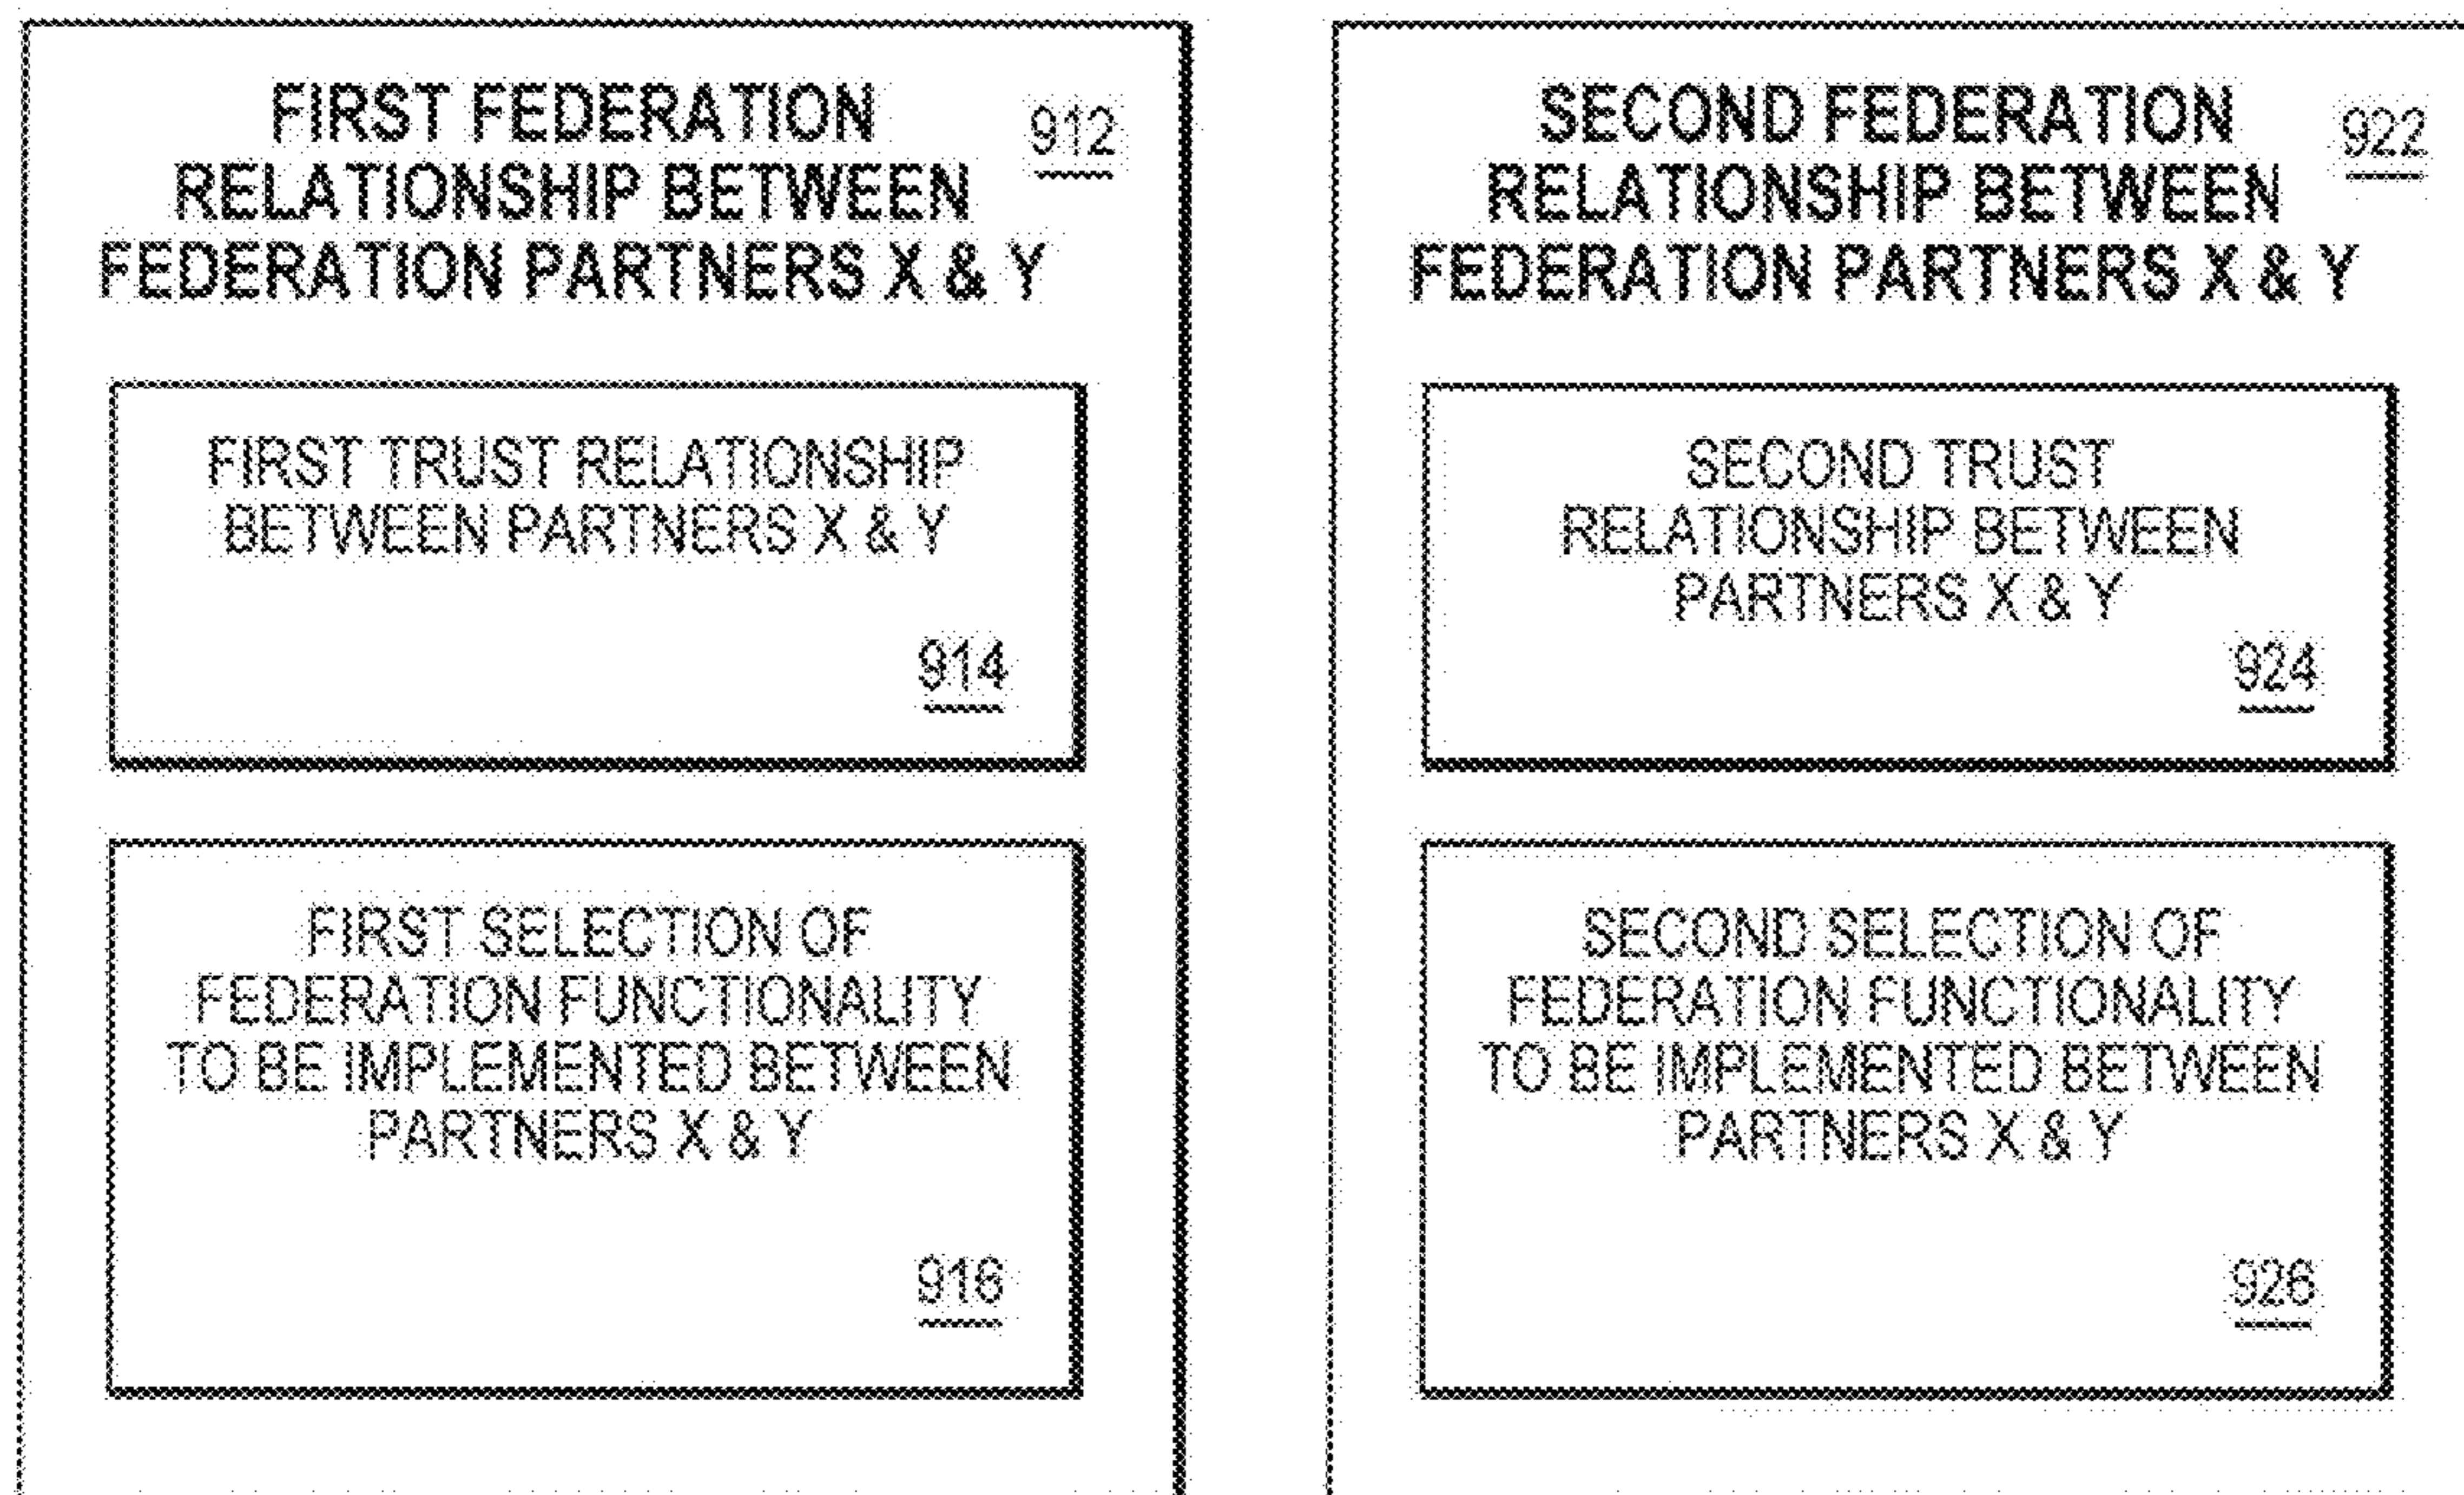 FIRST FEDERATION
RELATIONSHIP BETWEEN
FEDERATION PARTNERS X & Y
912
FIRST TRUST RELATIONSHIP
BETWEEN PARTNERS X & Y
914
FIRST SELECTION OF
FEDERATION FUNCTIONALITY
TO BE IMPLEMENTED BETWEEN
PARTNERS X & Y
916
SECOND FEDERATION
RELATIONSHIP BETWEEN
FEDERATION PARTNERS X & Y
922
SECOND TRUST
RELATIONSHIP BETWEEN
PARTNERS X & Y
924
SECOND SELECTION OF
FEDERATION FUNCTIONALITY
TO BE IMPLEMENTED BETWEEN
PARTNERS X & Y
926